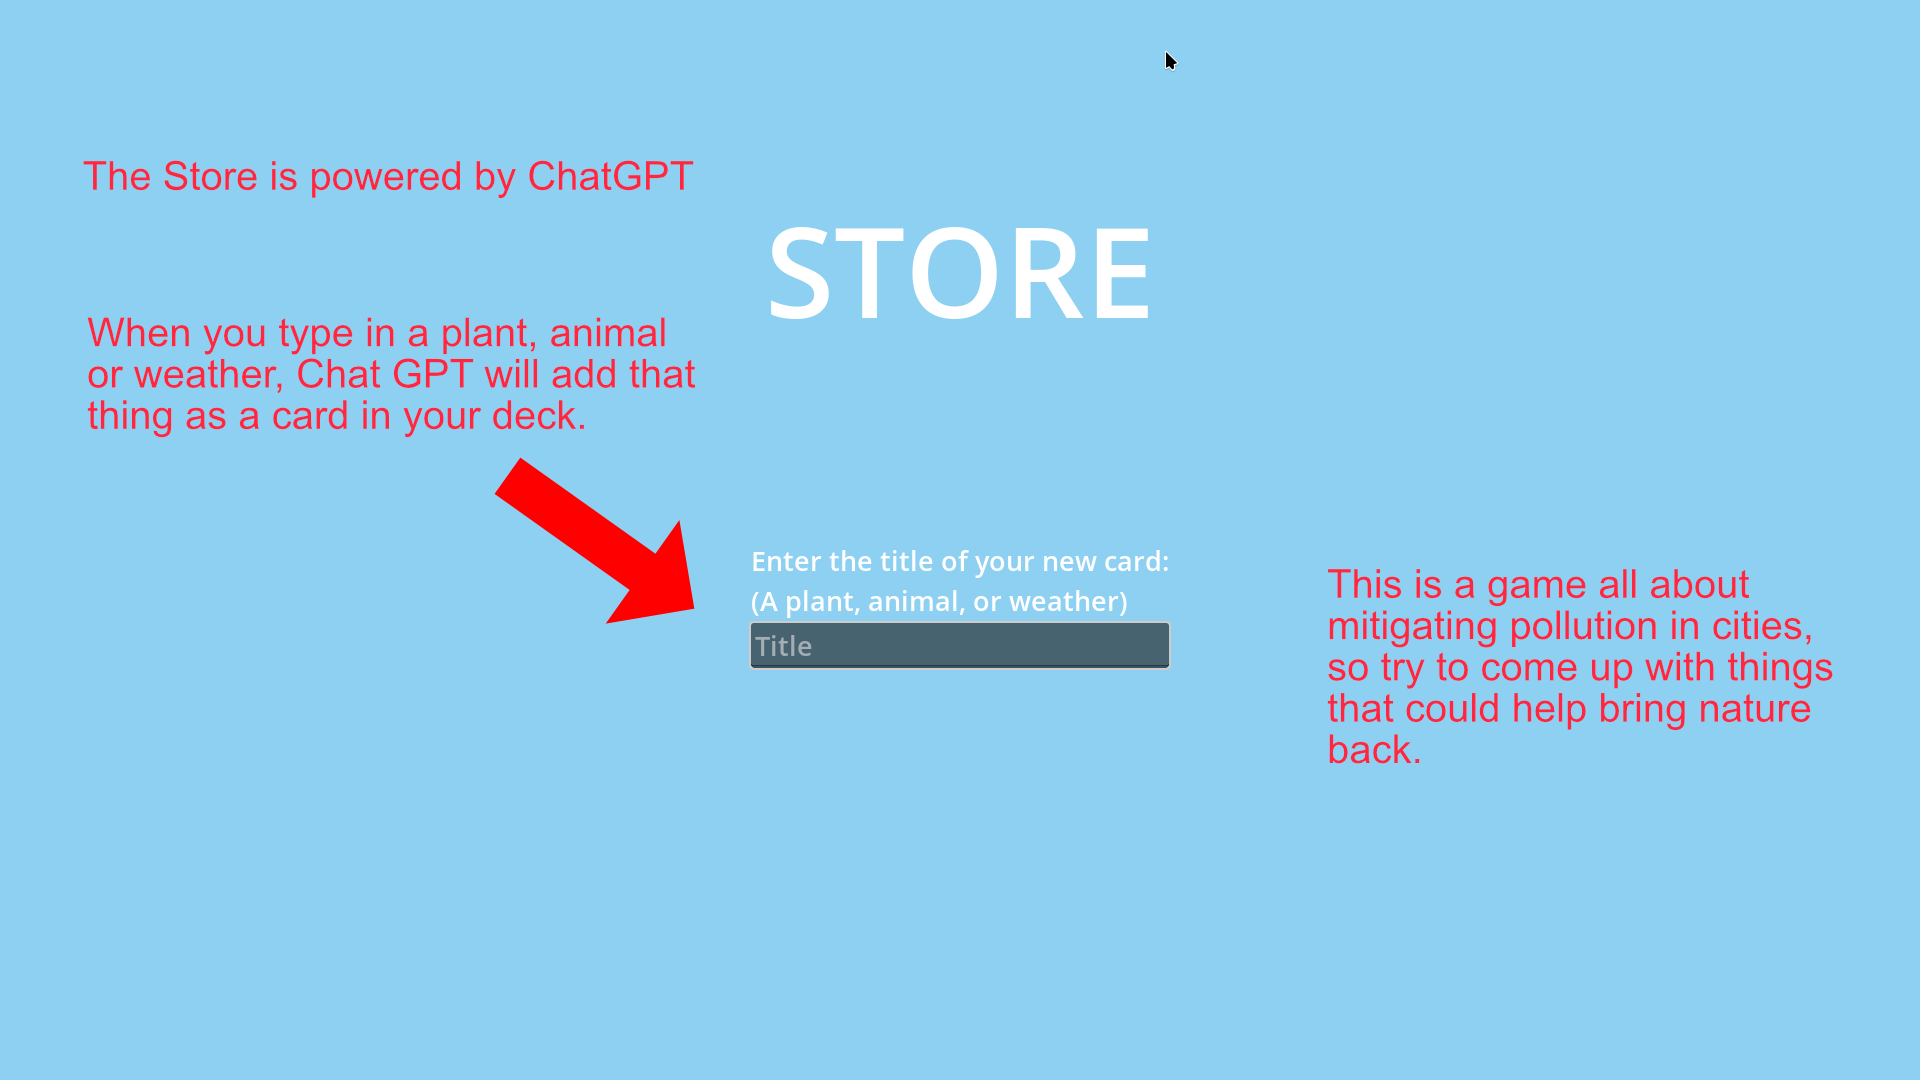 The Store is powered by ChatGPT
STORE
When you type in a plant, animal
or weather, Chat GPT will add that
thing as a card in your deck.
Enter the title of your new card:
(A plant, animal, or weather)
Title
This is a game all about
mitigating pollution in cities,
so try to come up with things
that could help bring nature
back.